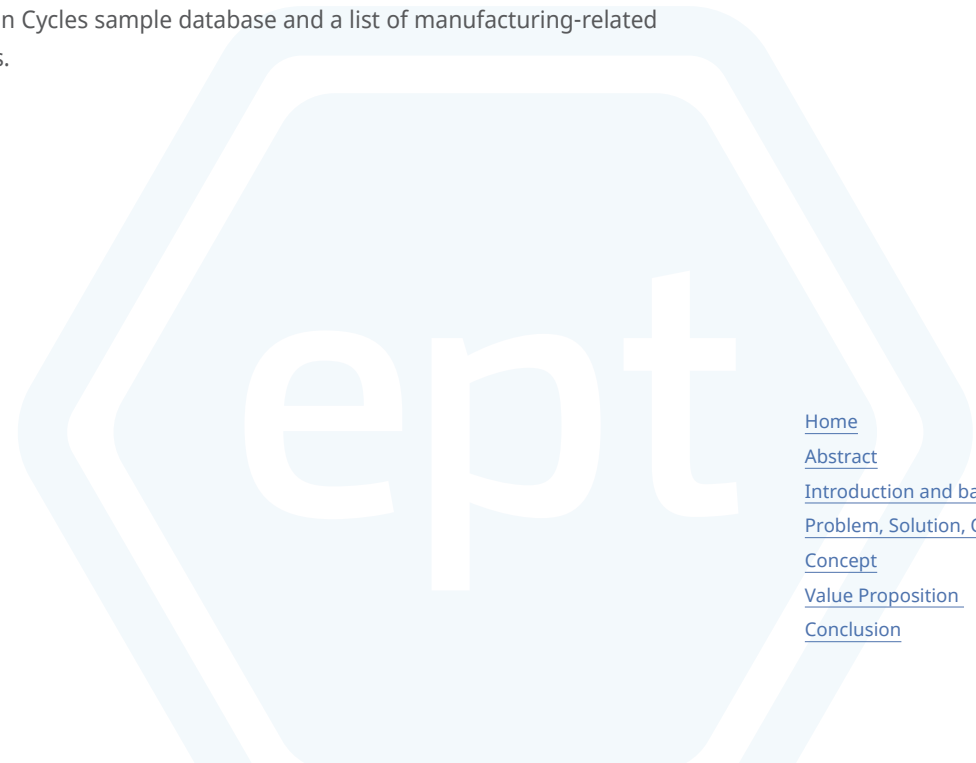 n Cycles sample database and a list of manufacturing-related
s.
ept
Home
Abstract
Introduction and ba
Problem, Solution,
Concept
Value Proposition
Conclusion